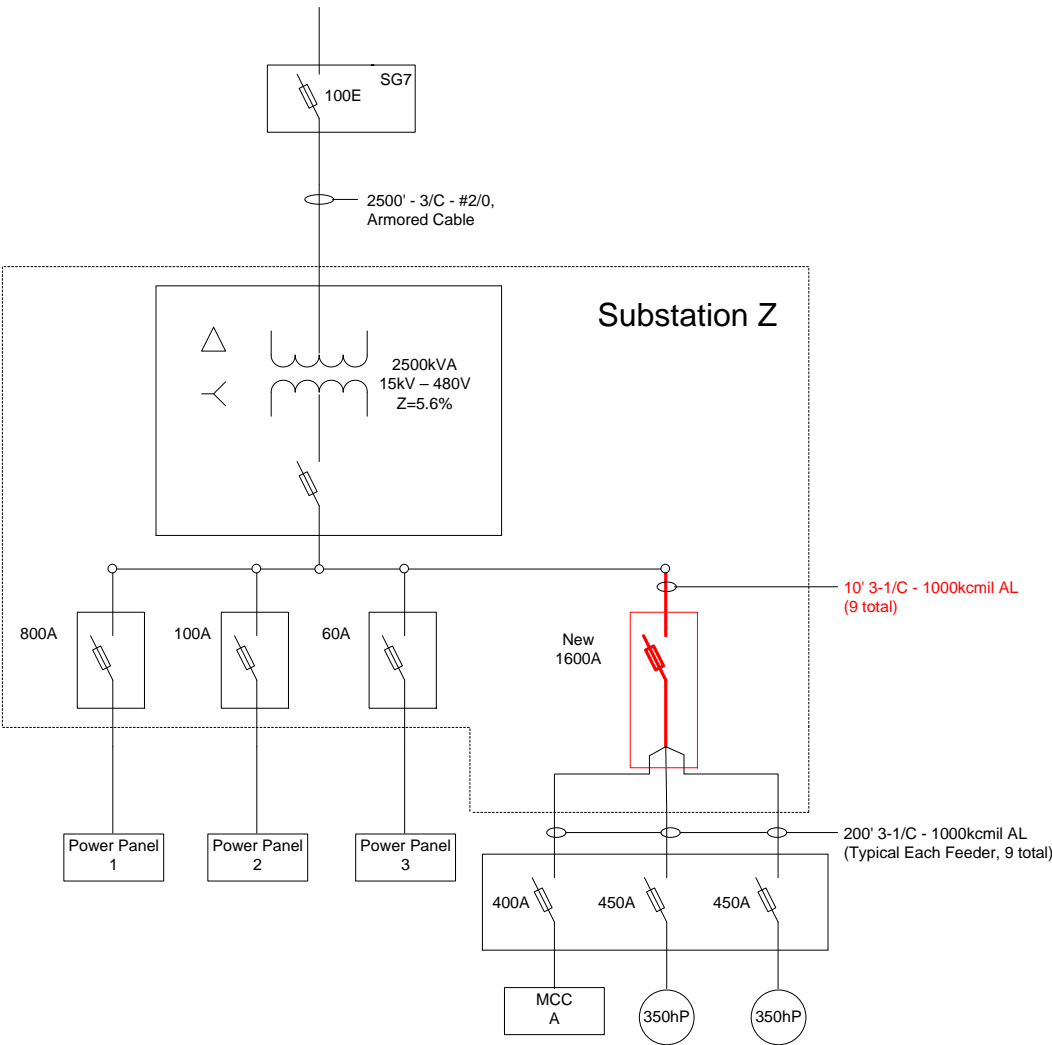 SG7
100E
2500' - 3/C - #2/0,
Armored Cable
Substation Z
2500kVA
15kV – 480V
Z=5.6%
10' 3-1/C - 1000kcmil AL
(9 total)
800A
100A
60A
New
1600A
200' 3-1/C - 1000kcmil AL
(Typical Each Feeder, 9 total)
Power Panel
1
Power Panel
2
Power Panel
3
400A
450A
450A
MCC
A
350hP
350hP